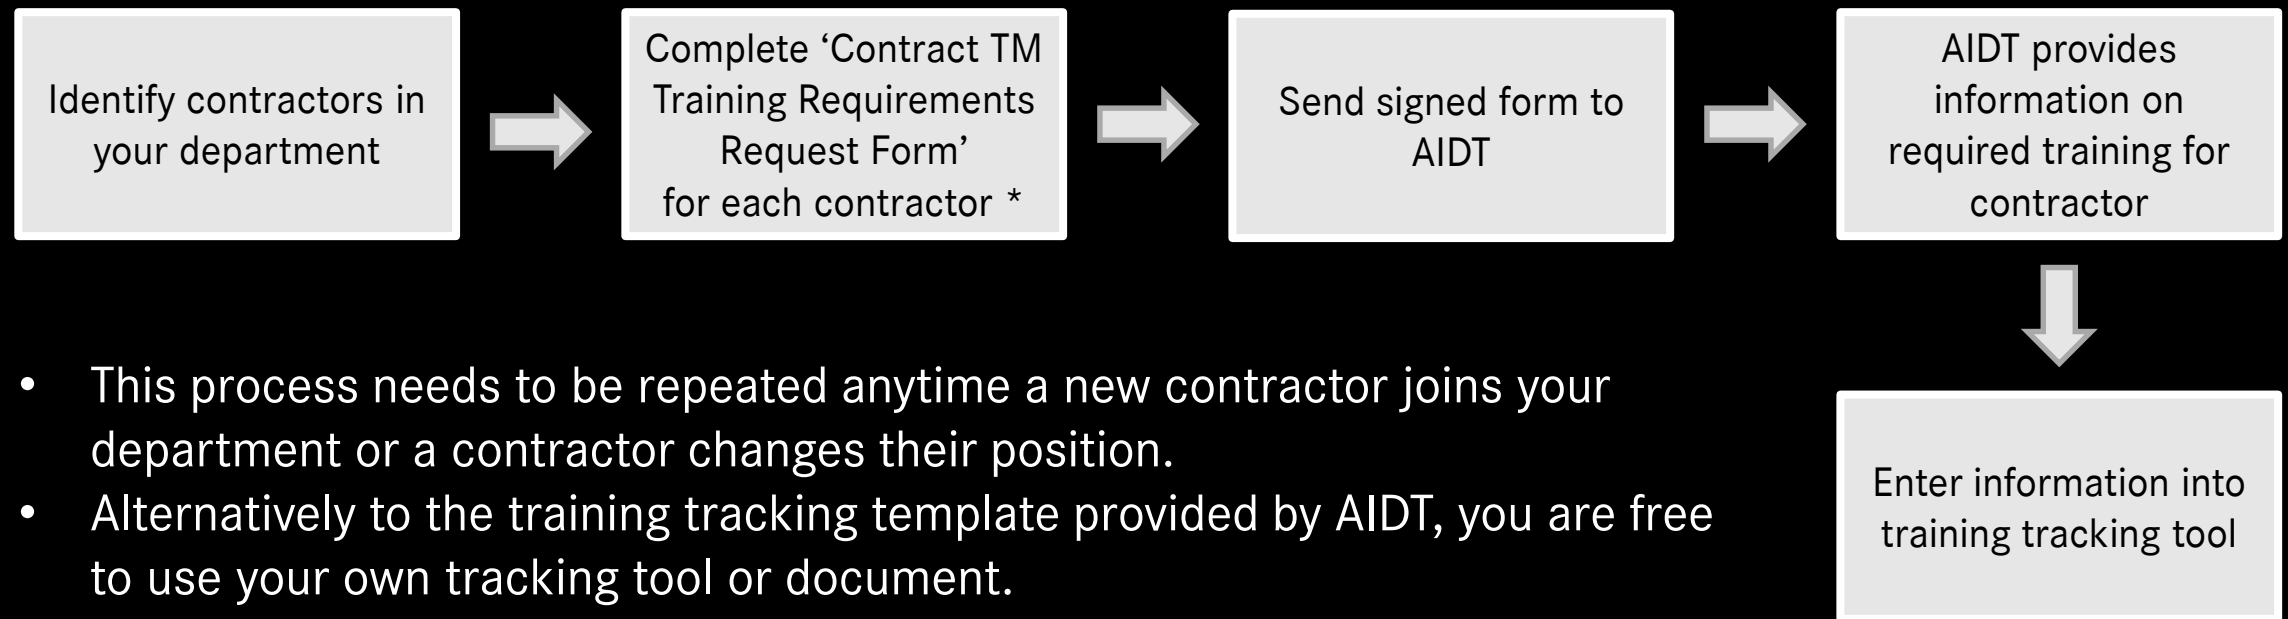 Identify contractors in
your department
Complete ‘Contract TM
Training Requirements
Request Form’
for each contractor *
Send signed form to
AIDT
AIDT provides
information on
required training for
contractor
Enter information into
training tracking tool
• This process needs to be repeated anytime a new contractor joins your
department or a contractor changes their position.
• Alternatively to the training tracking template provided by AIDT, you are free
to use your own tracking tool or document.